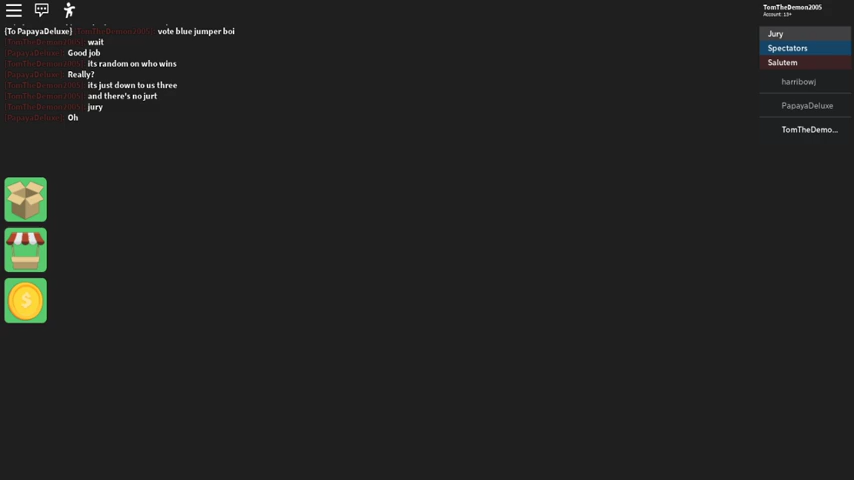 TomTheDemon2005
Account: 13+
{To PapayaDeluxe} [TomTheDemon2005]: vote blue jumper boi
[TomTheDemon2005]: wait
[PapayaDeluxe]: Good job
[TomTheDemon2005]: its random on who wins
[PapayaDeluxe]: Really?
[TomTheDemon2005]: its just down to us three
[TomTheDemon2005]: and there's no jurt
[TomTheDemon2005]: jury
[PapayaDeluxe]: Oh
Jury
Spectators
Salutem
harribowj
PapayaDeluxe
TomTheDemo...